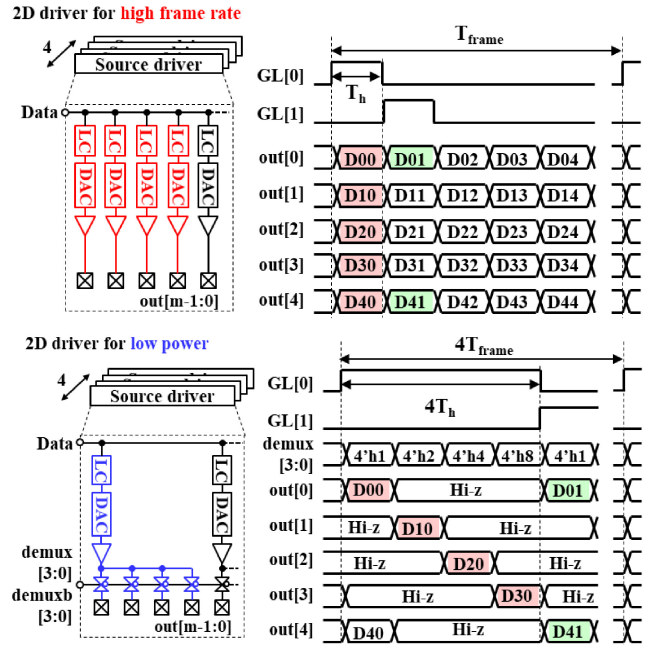 2D driver for high frame rate
4
Source driver
Data
LC LC LC LC LC
DAC DAC DAC DAC DAC
out[m-1:0]
T_frame
GL[0]
T_h
GL[1]
out[0] D00 D01 D02 D03 D04
out[1] D10 D11 D12 D13 D14
out[2] D20 D21 D22 D23 D24
out[3] D30 D31 D32 D33 D34
out[4] D40 D41 D42 D43 D44
2D driver for low power
4
Source driver
Data
LC LC
DAC DAC
demux
[3:0]
demuxb
[3:0]
out[m-1:0]
4T_frame
GL[0]
4T_h
GL[1]
demux
[3:0] 4'h1 4'h2 4'h4 4'h8 4'h1
out[0] D00 Hi-z D01
out[1] Hi-z D10 Hi-z
out[2] Hi-z D20 Hi-z
out[3] Hi-z D30 Hi-z
out[4] D40 Hi-z D41